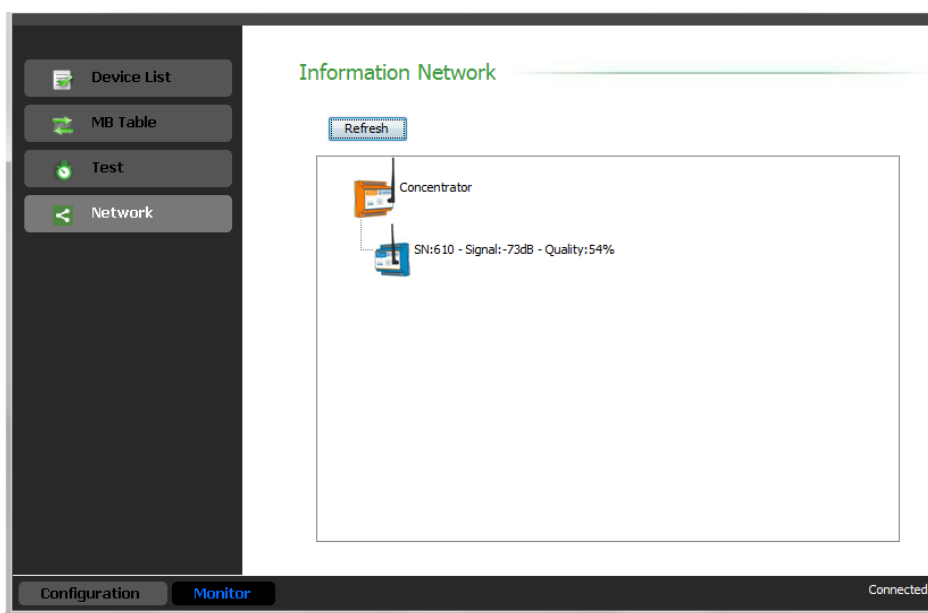 Device List
MB Table
Test
Network
Information Network
Refresh
Concentrator
SN:610 - Signal:-73dB - Quality:54%
Configuration
Monitor
Connected